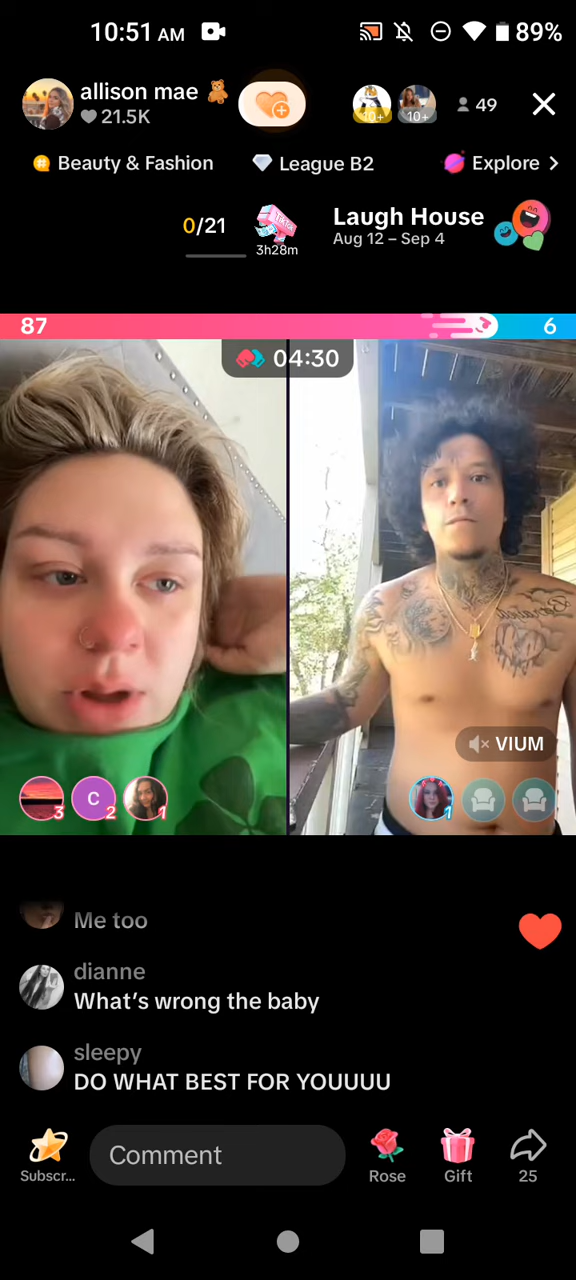 10:51 AM
89%
allison mae
21.5K
10+
10+
49
Beauty & Fashion
League B2
Explore
0/21
TikTok
3h28m
Laugh House
Aug 12 – Sep 4
87
6
04:30
VIUM
3
C
2
1
1
Me too
dianne
What's wrong the baby
sleepy
DO WHAT BEST FOR YOUUUU
Subscr...
Comment
Rose
Gift
25